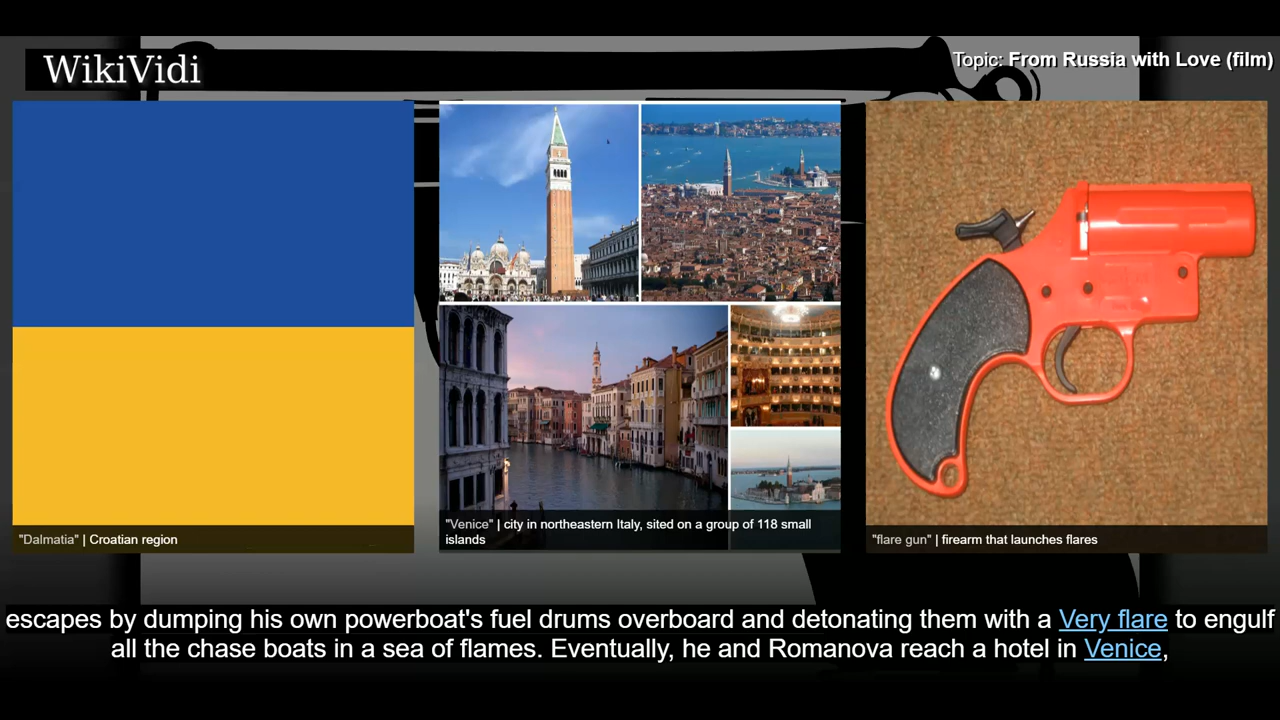 WikiVidi
Topic: From Russia with Love (film)
"Dalmatia" | Croatian region
"Venice" | city in northeastern Italy, sited on a group of 118 small
islands
"flare gun" | firearm that launches flares
escapes by dumping his own powerboat's fuel drums overboard and detonating them with a Very flare to engulf
all the chase boats in a sea of flames. Eventually, he and Romanova reach a hotel in Venice,